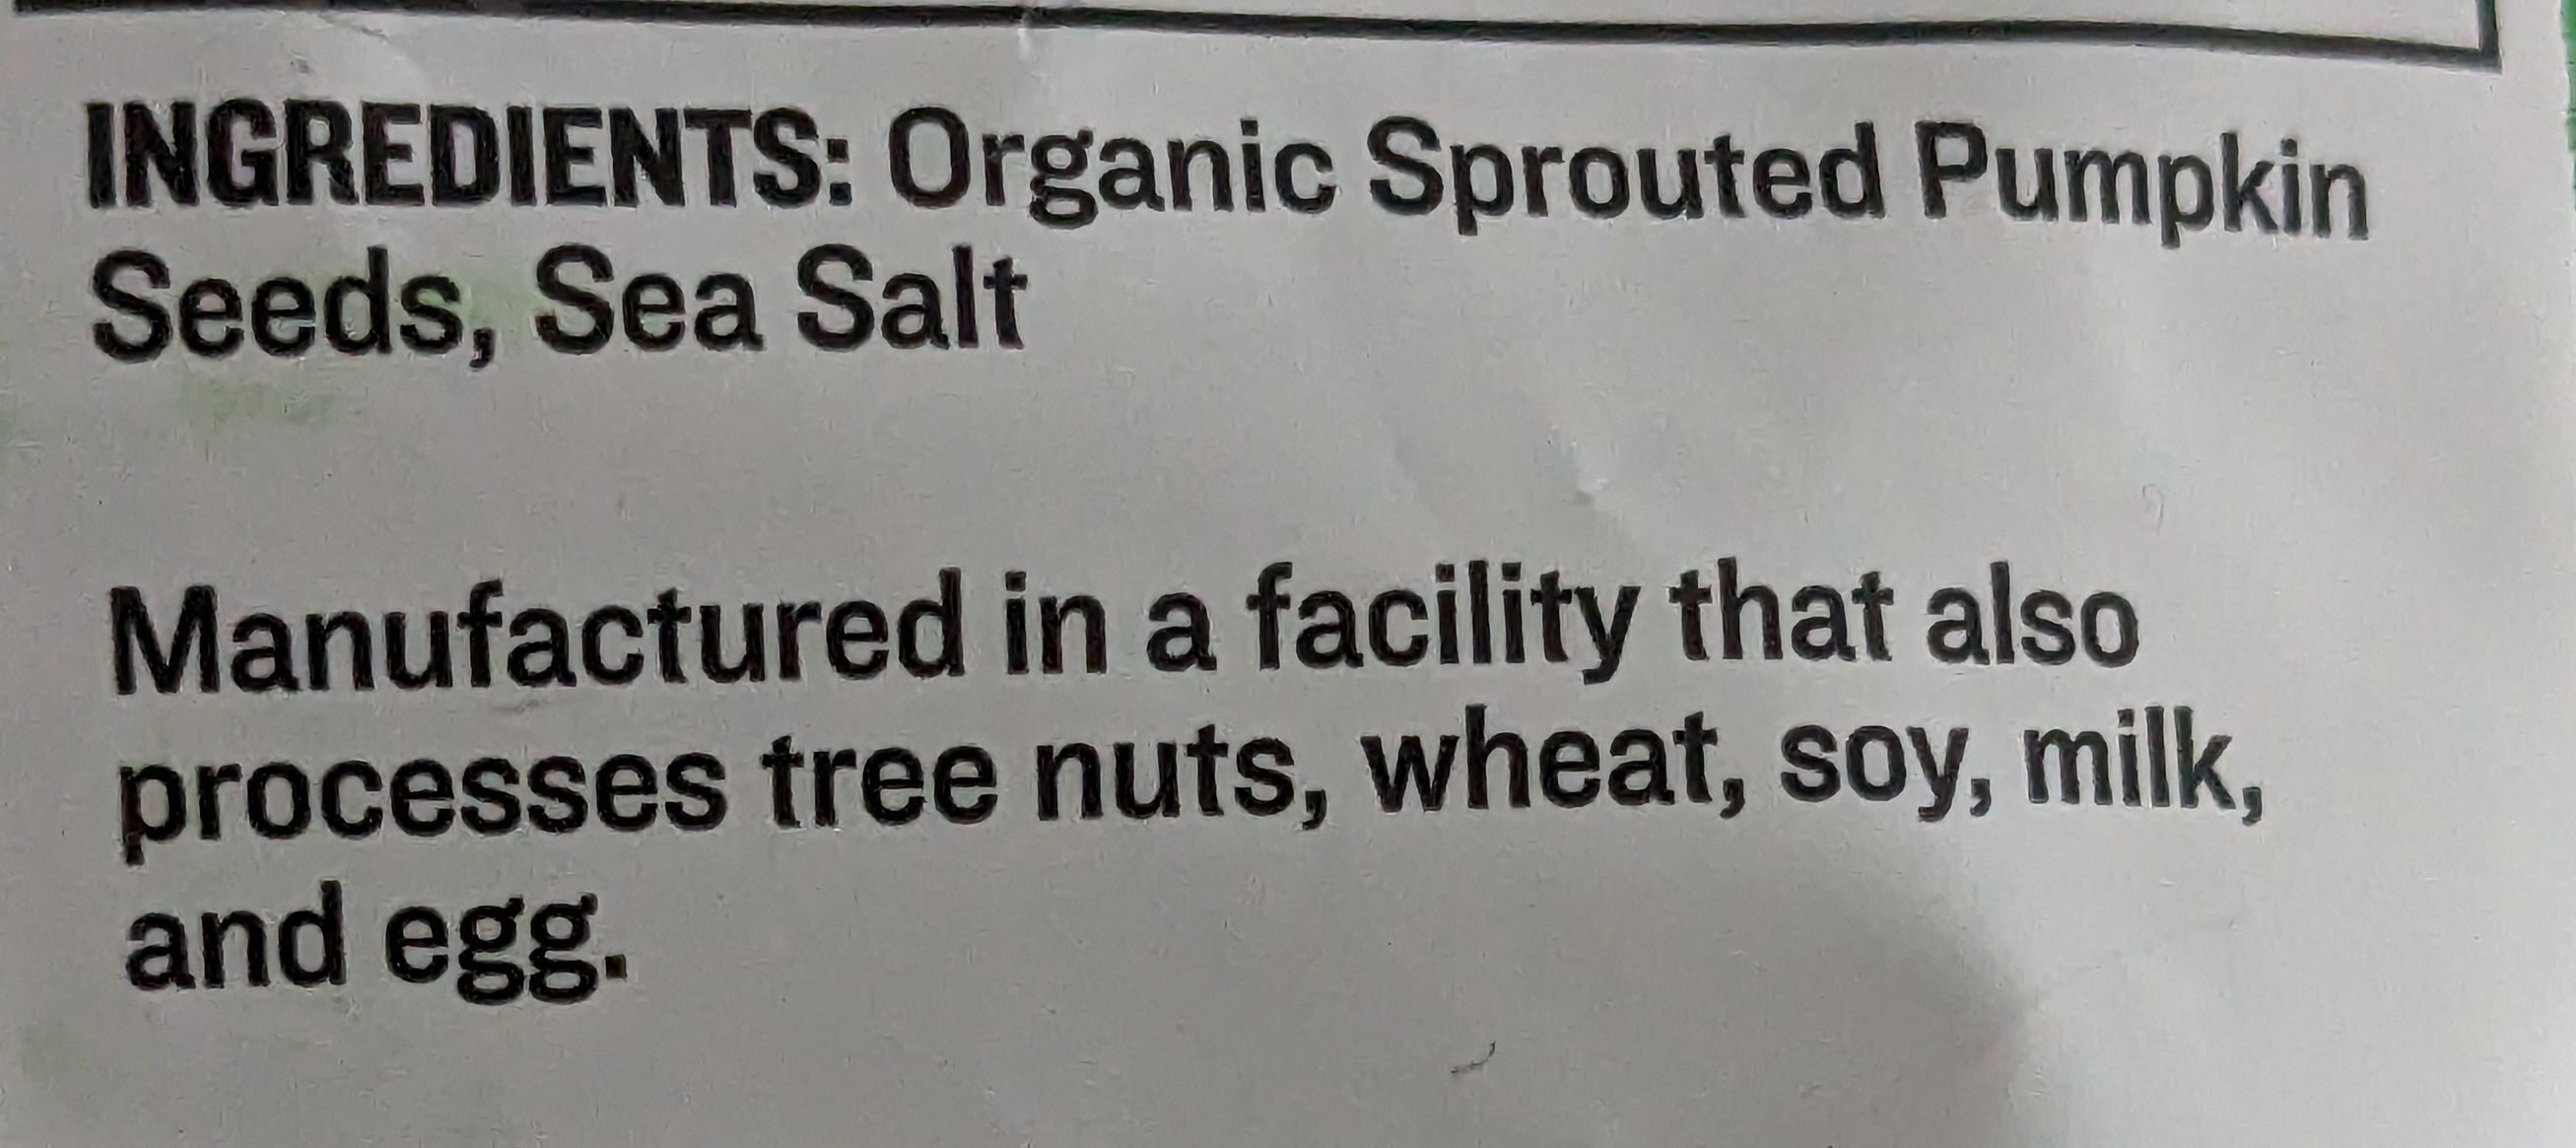 INGREDIENTS: Organic Sprouted Pumpkin
Seeds, Sea Salt
Manufactured in a facility that also
processes tree nuts, wheat, soy, milk,
and egg.